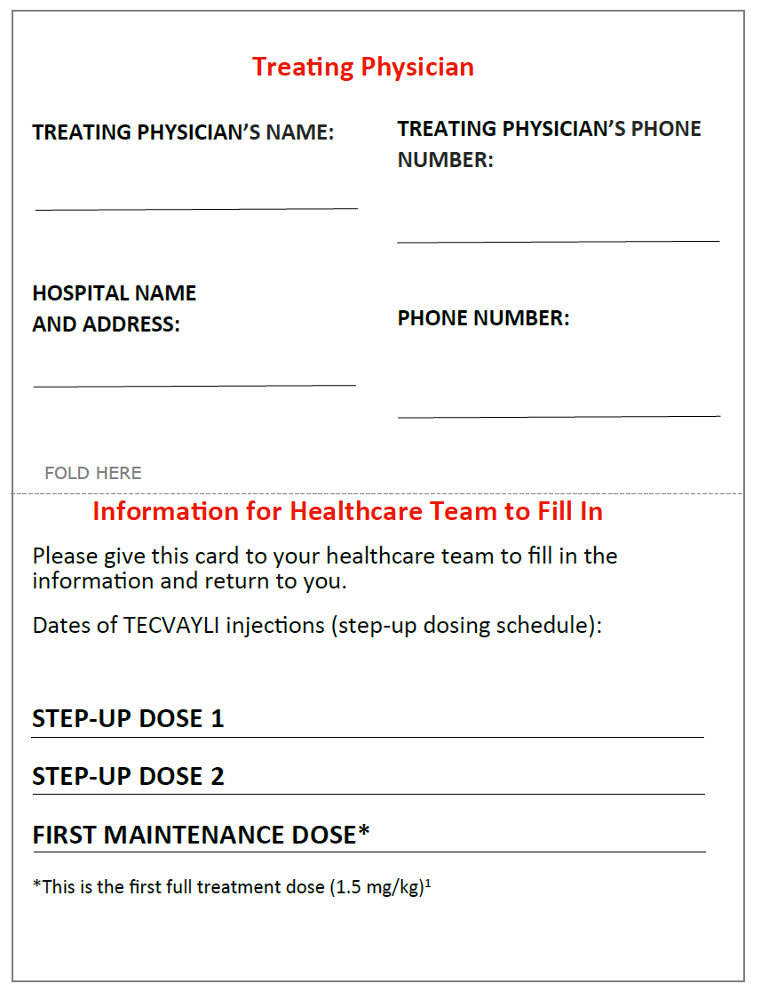 Treating Physician
TREATING PHYSICIAN’S NAME:
TREATING PHYSICIAN’S PHONE
NUMBER:
HOSPITAL NAME
AND ADDRESS:
PHONE NUMBER:
FOLD HERE
Information for Healthcare Team to Fill In
Please give this card to your healthcare team to fill in the
information and return to you.
Dates of TECVAYLI injections (step-up dosing schedule):
STEP-UP DOSE 1
STEP-UP DOSE 2
FIRST MAINTENANCE DOSE*
*This is the first full treatment dose (1.5 mg/kg)¹